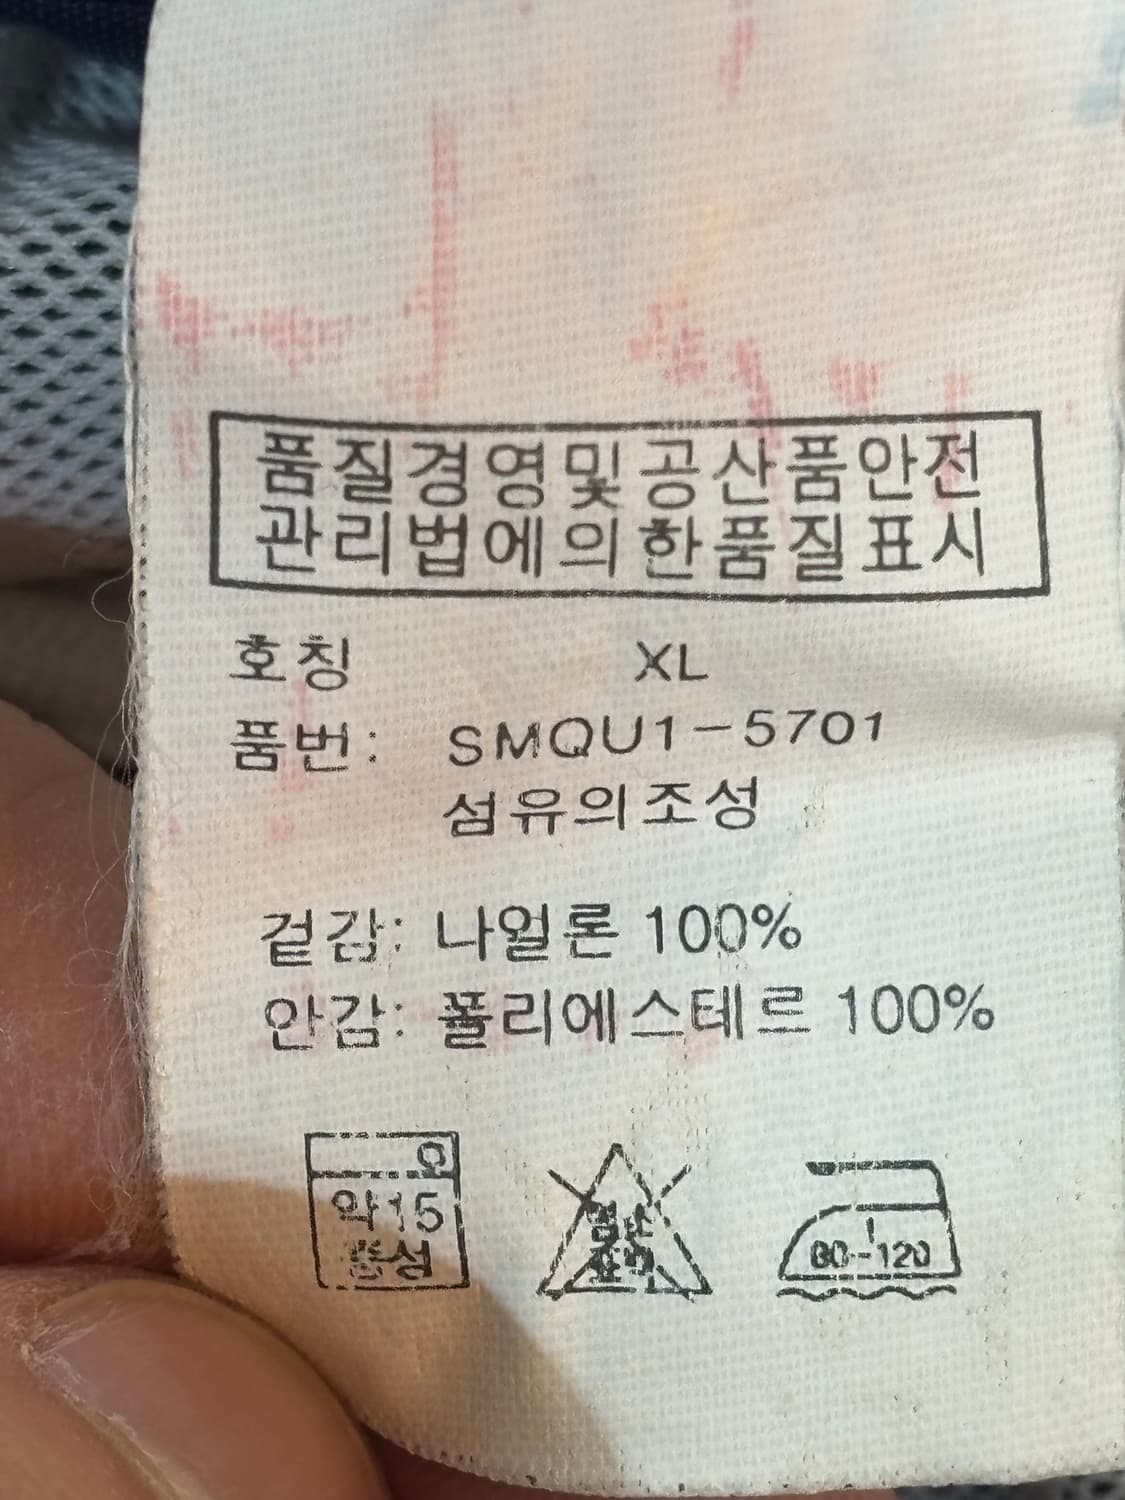 품질경영및공산품안전
관리법에의한품질표시
호칭 XL
품번: SMQU1-5701
섬유의조성
겉감: 나일론 100%
안감: 폴리에스테르 100%
약15
중성
80-120